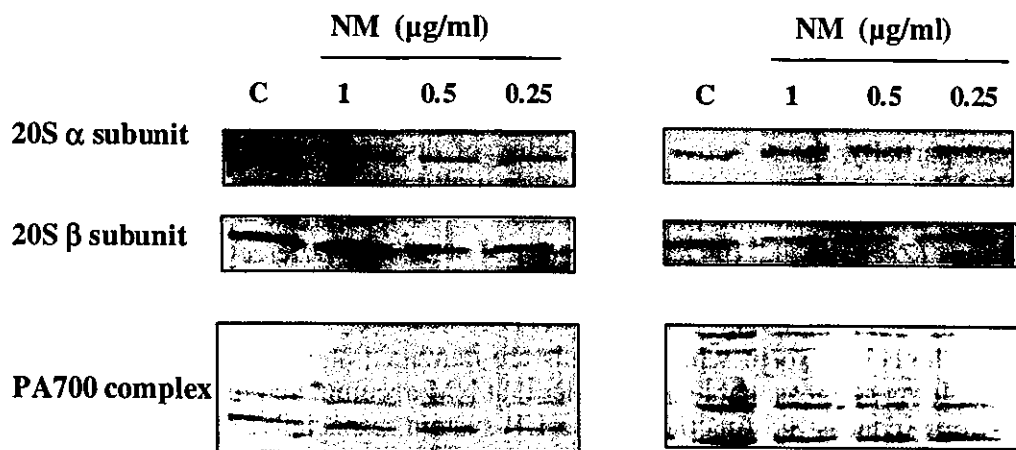 NM (µg/ml)
NM (µg/ml)
C 1 0.5 0.25
C 1 0.5 0.25
20S α subunit
20S β subunit
PA700 complex